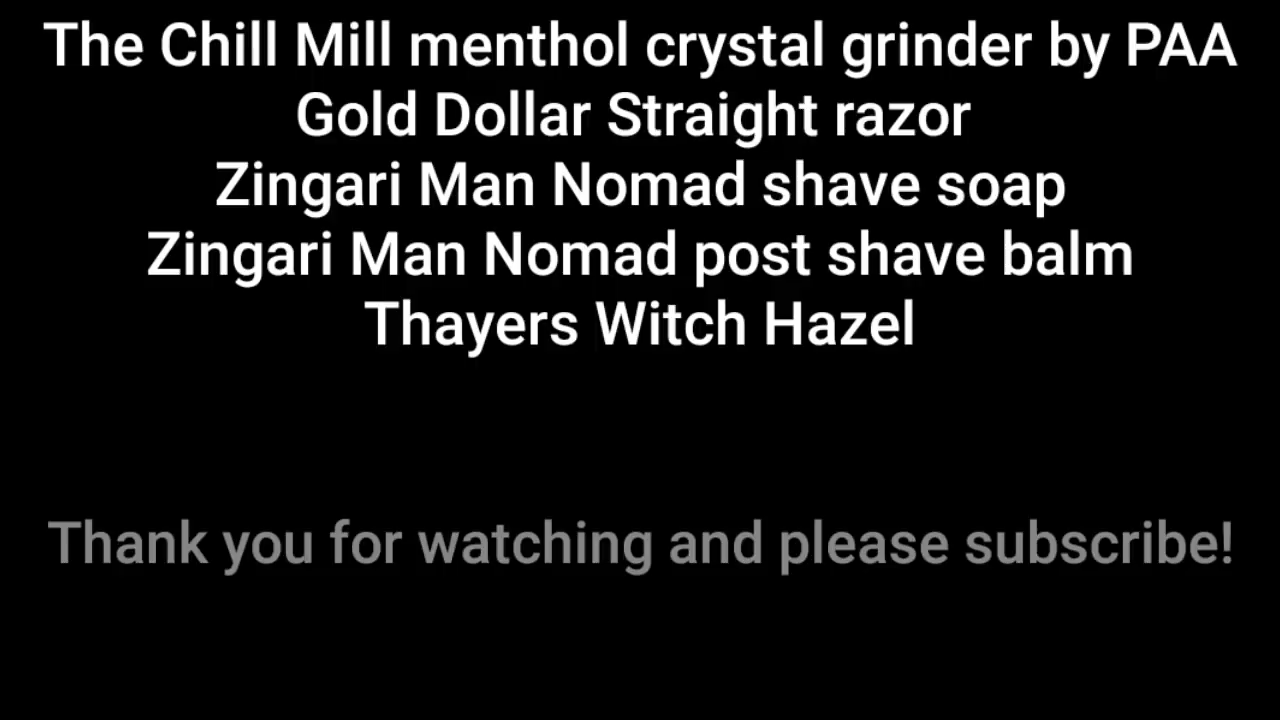 The Chill Mill menthol crystal grinder by PAA
Gold Dollar Straight razor
Zingari Man Nomad shave soap
Zingari Man Nomad post shave balm
Thayers Witch Hazel
Thank you for watching and please subscribe!